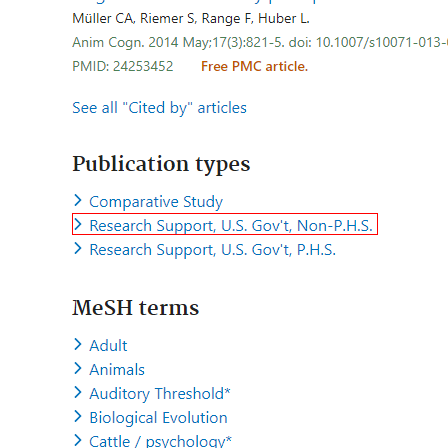 Müller CA, Riemer S, Range F, Huber L.
Anim Cogn. 2014 May;17(3):821-5. doi: 10.1007/s10071-013-
PMID: 24253452 Free PMC article.
See all "Cited by" articles
Publication types
Comparative Study
Research Support, U.S. Gov't, Non-P.H.S.
Research Support, U.S. Gov't, P.H.S.
MeSH terms
Adult
Animals
Auditory Threshold*
Biological Evolution
Cattle / psychology*